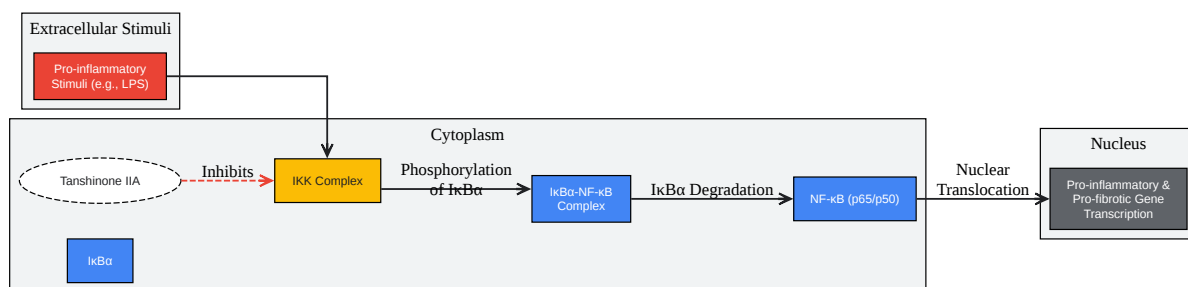 Extracellular Stimuli
Pro-inflammatory
Stimuli (e.g., LPS)
Cytoplasm
Tanshinone IIA
Inhibits
IKK Complex
Phosphorylation
of IκBα
IκBα-NF-κB
Complex
IκBα Degradation
NF-κB (p65/p50)
Nuclear
Translocation
Nucleus
Pro-inflammatory &
Pro-fibrotic Gene
Transcription
IκBα